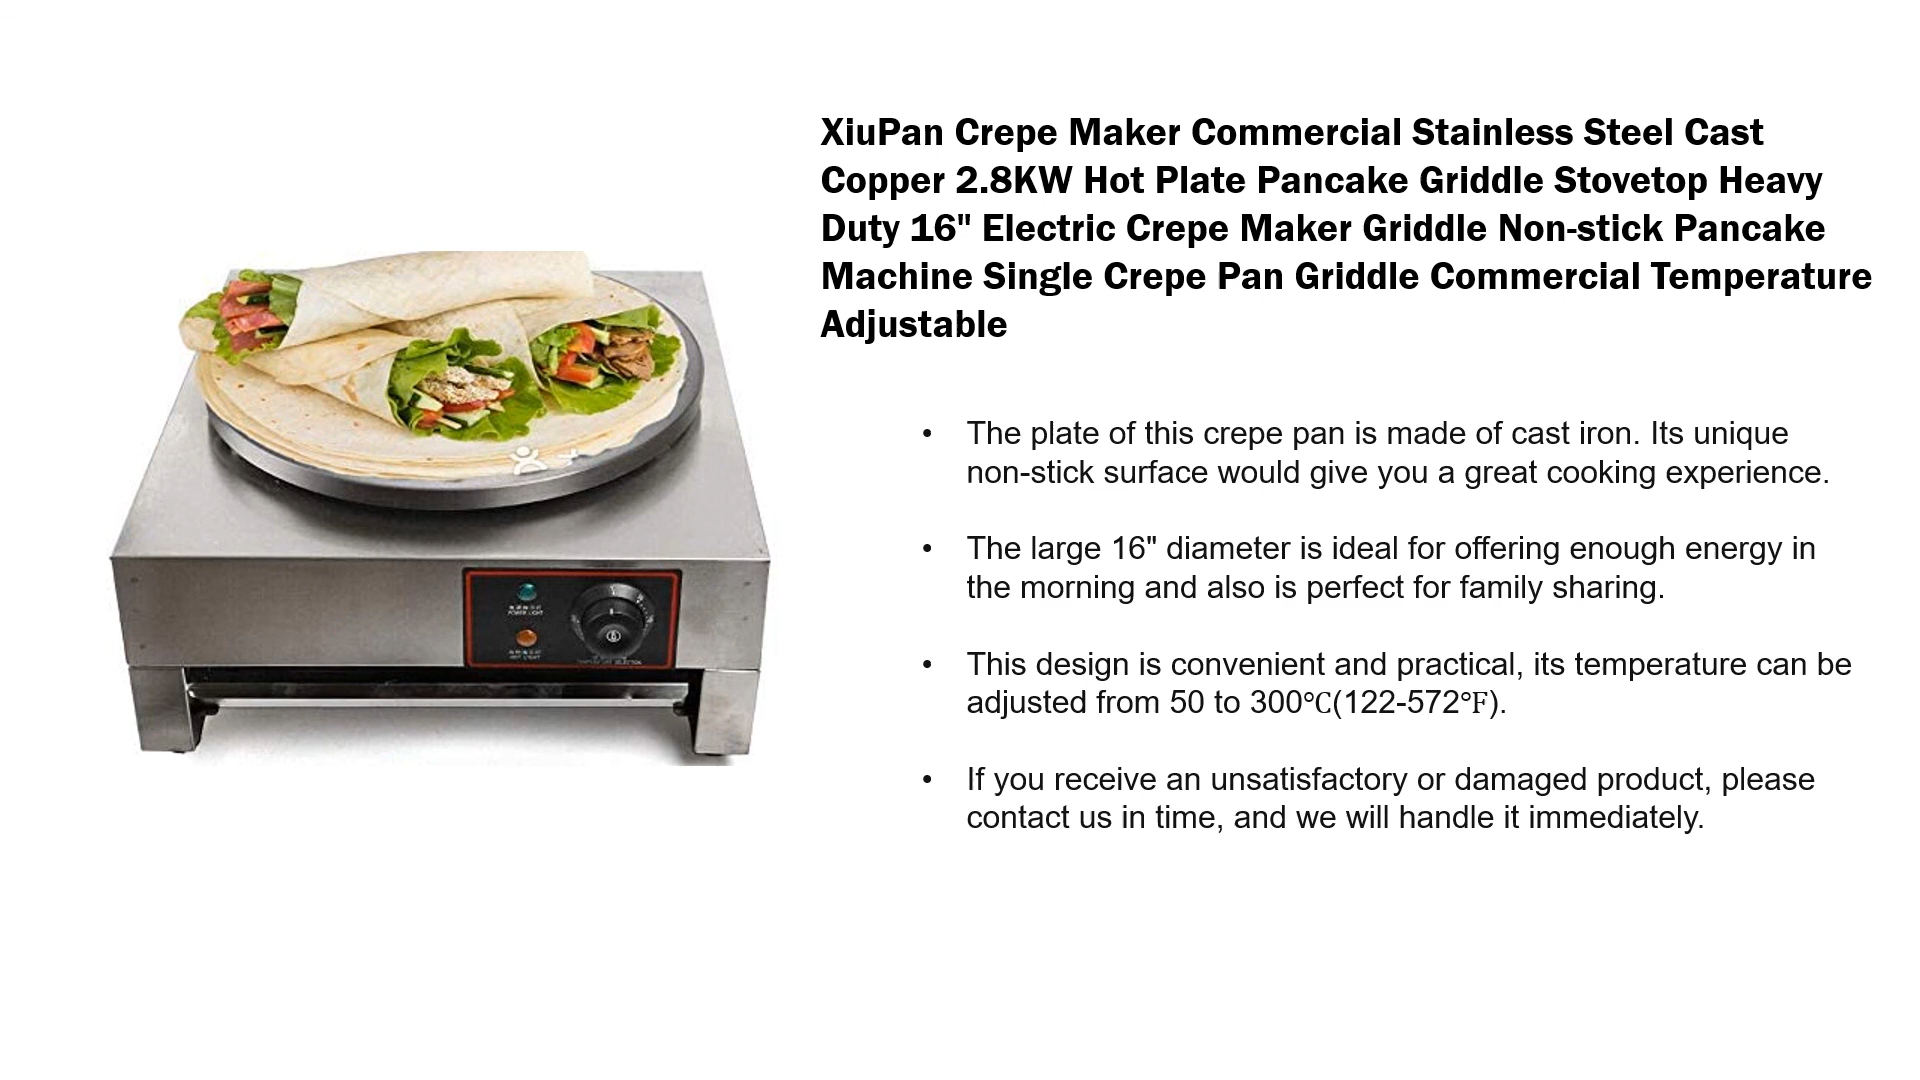 XiuPan Crepe Maker Commercial Stainless Steel Cast
Copper 2.8KW Hot Plate Pancake Griddle Stovetop Heavy
Duty 16" Electric Crepe Maker Griddle Non-stick Pancake
Machine Single Crepe Pan Griddle Commercial Temperature
Adjustable
• The plate of this crepe pan is made of cast iron. Its unique
non-stick surface would give you a great cooking experience.
• The large 16" diameter is ideal for offering enough energy in
the morning and also is perfect for family sharing.
• This design is convenient and practical, its temperature can be
adjusted from 50 to 300℃(122-572℉).
• If you receive an unsatisfactory or damaged product, please
contact us in time, and we will handle it immediately.
POWER LIGHT
HOT LIGHT